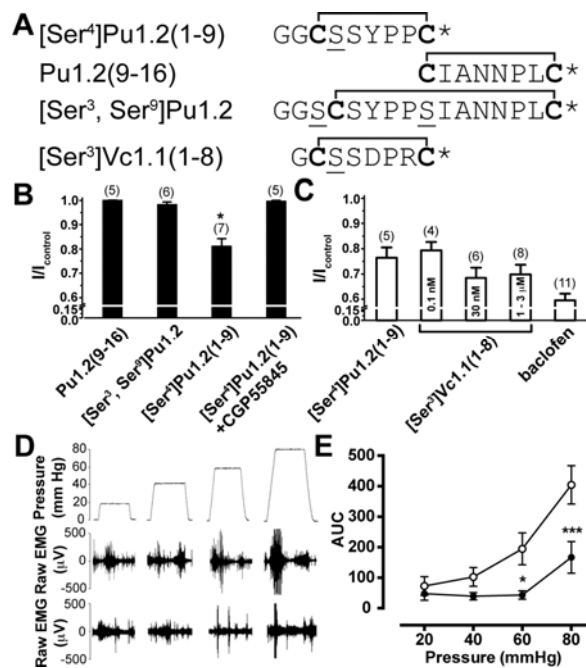 A
[Ser⁴]Pu1.2(1-9) GGCSSYPPC*
Pu1.2(9-16) CIANNPLC*
[Ser³, Ser⁹]Pu1.2 GGSCSYPPSIANNPLC*
[Ser³]Vc1.1(1-8) GCSSDPRC*
B
I/Icontrol
1.0
0.8
0.6
0.15
0.0
(5)
(6)
*
(7)
(5)
Pu1.2(9-16)
[Ser³, Ser⁹]Pu1.2
[Ser⁴]Pu1.2(1-9)
[Ser⁴]Pu1.2(1-9)
+CGP55845
C
I/Icontrol
1.0
0.9
0.8
0.7
0.6
0.15
0.0
(5)
(4)
(6)
(8)
(11)
0.1 nM
30 nM
1 - 3 µM
[Ser⁴]Pu1.2(1-9)
[Ser³]Vc1.1(1-8)
baclofen
D
Pressure
(mm Hg)
80
60
40
20
0
Raw EMG
(µV)
500
0
-500
Raw EMG
(µV)
500
0
-500
E
AUC
500
400
300
200
100
0
*
***
20 40 60 80
Pressure (mmHg)